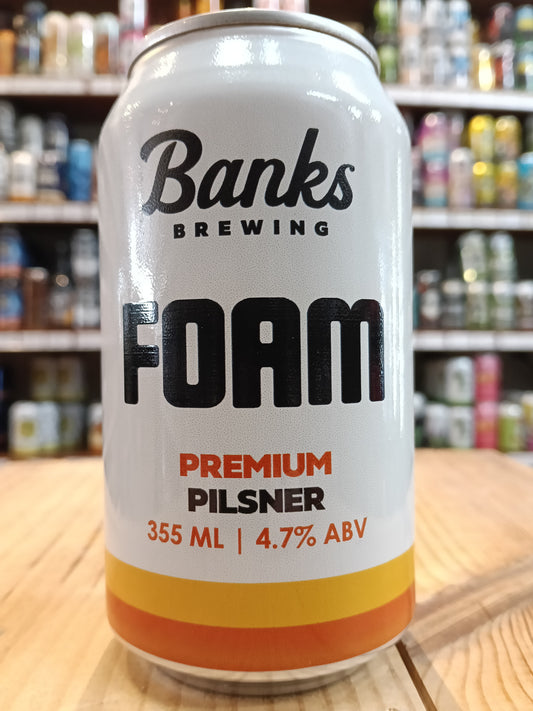 Banks
BREWING
FOAM
PREMIUM
PILSNER
355 ML | 4.7% ABV